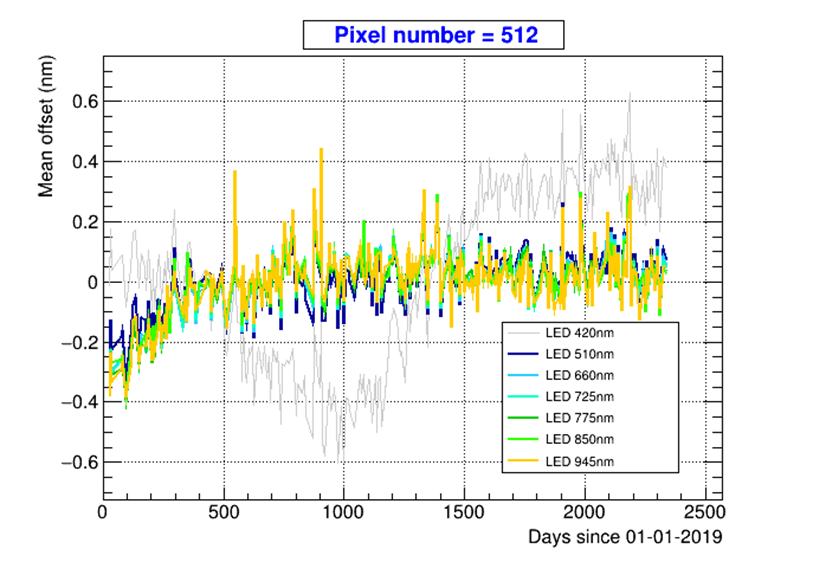 Pixel number = 512
Mean offset (nm)
0.6
0.4
0.2
0
−0.2
−0.4
−0.6
LED 420nm
LED 510nm
LED 660nm
LED 725nm
LED 775nm
LED 850nm
LED 945nm
0 500 1000 1500 2000 2500
Days since 01-01-2019